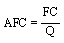 AFC = FC / Q